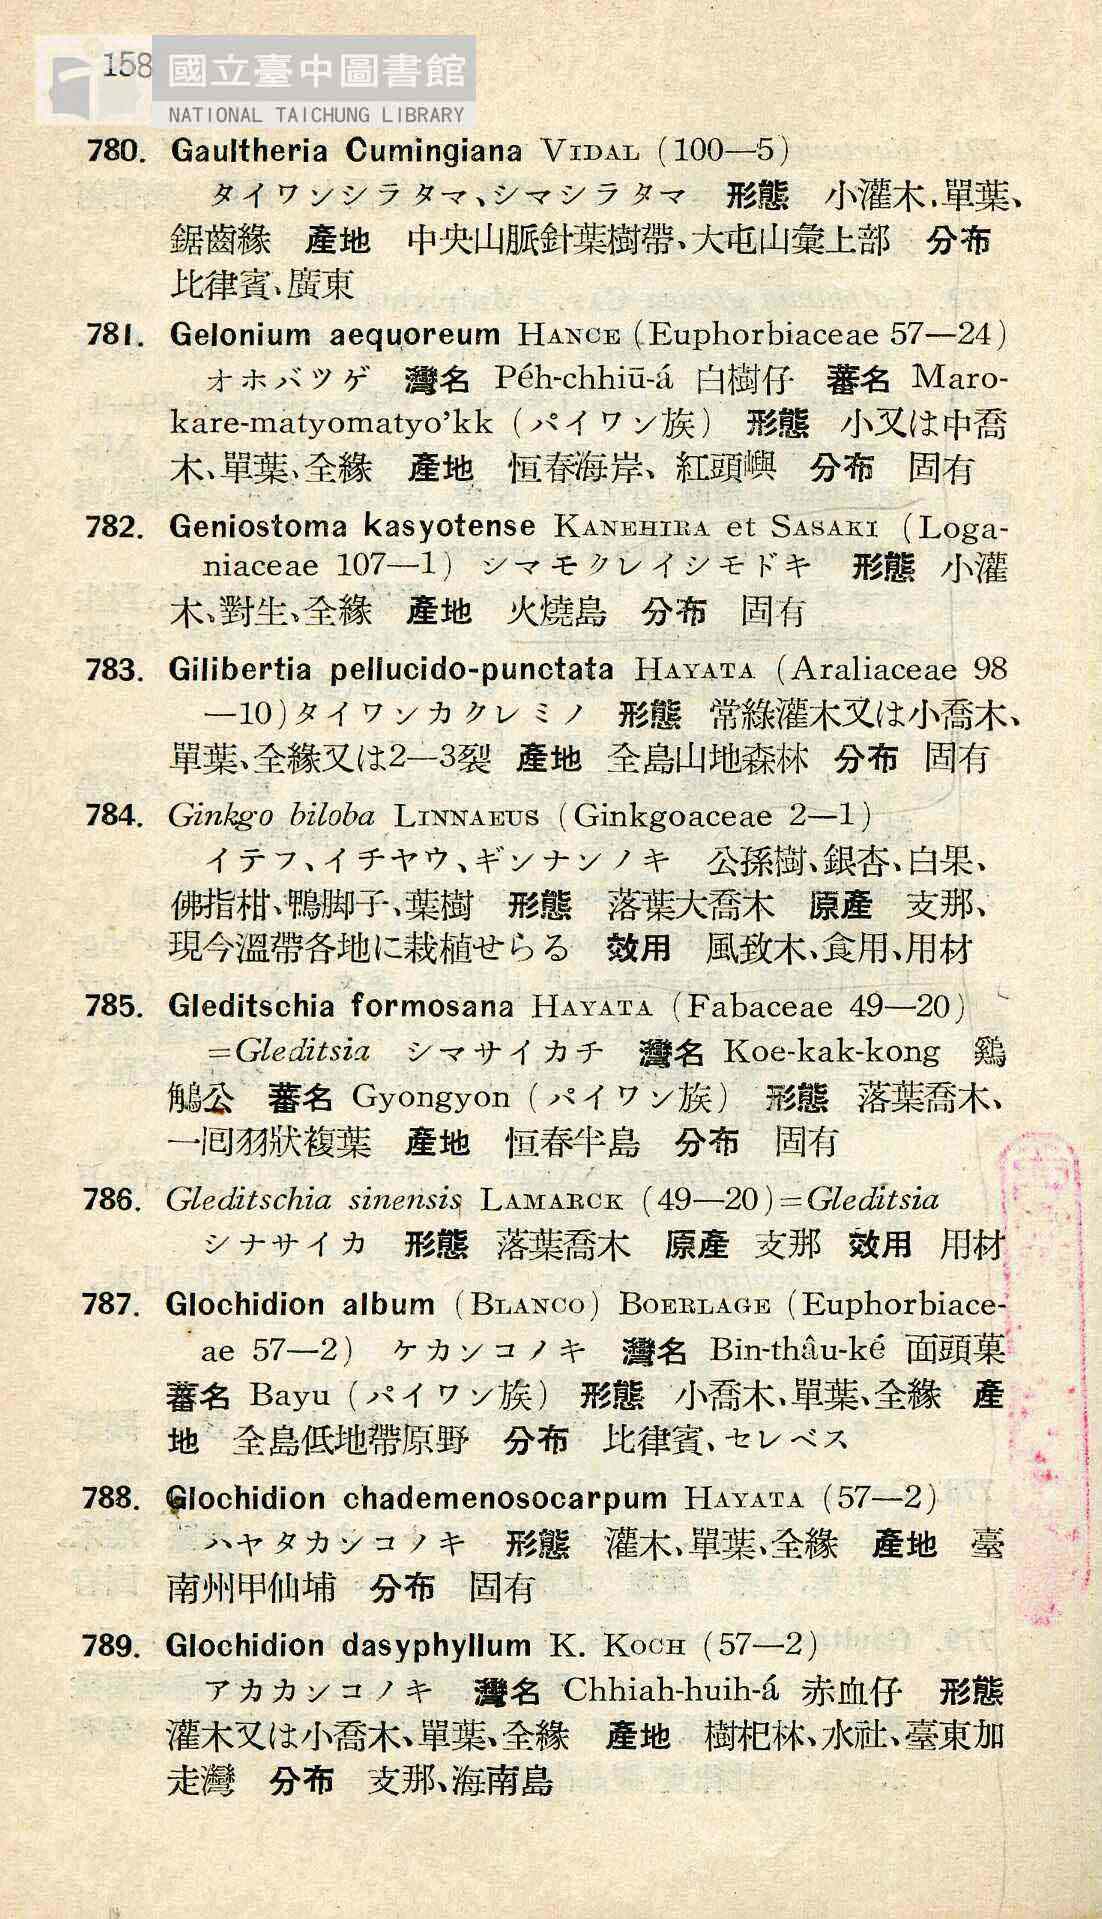 158
國立臺中圖書館
NATIONAL TAICHUNG LIBRARY
780. Gaultheria Cumingiana VIDAL (100—5)
タイワンシラタマ、シマシラタマ 形態 小灌木、單葉、
鋸齒緣 產地 中央山脈針葉樹帶、大屯山彙上部 分布
比律賓、廣東
781. Gelonium aequoreum HANCE (Euphorbiaceae 57—24)
オホバツゲ 灣名 Péh-chhiū-á 白樹仔 蕃名 Maro-
kare-matyomatyo'kk (パイワン族) 形態 小又は中喬
木、單葉、全緣 產地 恒春海岸、紅頭嶼 分布 固有
782. Geniostoma kasyotense KANEHIRA et SASAKI (Loga-
niaceae 107—1) シマモクレイシモドキ 形態 小灌
木、對生、全緣 產地 火燒島 分布 固有
783. Gilibertia pellucido-punctata HAYATA (Araliaceae 98
—10)タイワンカクレミノ 形態 常綠灌木又は小喬木、
單葉、全緣又は2—3裂 產地 全島山地森林 分布 固有
784. Ginkgo biloba LINNAEUS (Ginkgoaceae 2—1)
イテフ、イチヤウ、ギンナンノキ 公孫樹、銀杏、白果、
佛指柑、鴨脚子、葉樹 形態 落葉大喬木 原產 支那、
現今溫帶各地に栽植せらる 效用 風致木、食用、用材
785. Gleditschia formosana HAYATA (Fabaceae 49—20)
=Gleditsia シマサイカチ 灣名 Koe-kak-kong 鷄
鵤公 蕃名 Gyongyon (パイワン族) 形態 落葉喬木、
一回羽狀複葉 產地 恒春半島 分布 固有
786. Gleditschia sinensis LAMARCK (49—20)=Gleditsia
シナサイカ 形態 落葉喬木 原產 支那 效用 用材
787. Glochidion album (BLANCO) BOERLAGE (Euphorbiace-
ae 57—2) ケカンコノキ 灣名 Bin-thâu-ké 面頭菓
蕃名 Bayu (パイワン族) 形態 小喬木、單葉、全緣 產
地 全島低地帶原野 分布 比律賓、セレベス
788. Glochidion chademenosocarpum HAYATA (57—2)
ハヤタカンコノキ 形態 灌木、單葉、全緣 產地 臺
南州甲仙埔 分布 固有
789. Glochidion dasyphyllum K. KOCH (57—2)
アカカンコノキ 灣名 Chhiah-huih-á 赤血仔 形態
灌木又は小喬木、單葉、全緣 產地 樹杞林、水社、臺東加
走灣 分布 支那、海南島